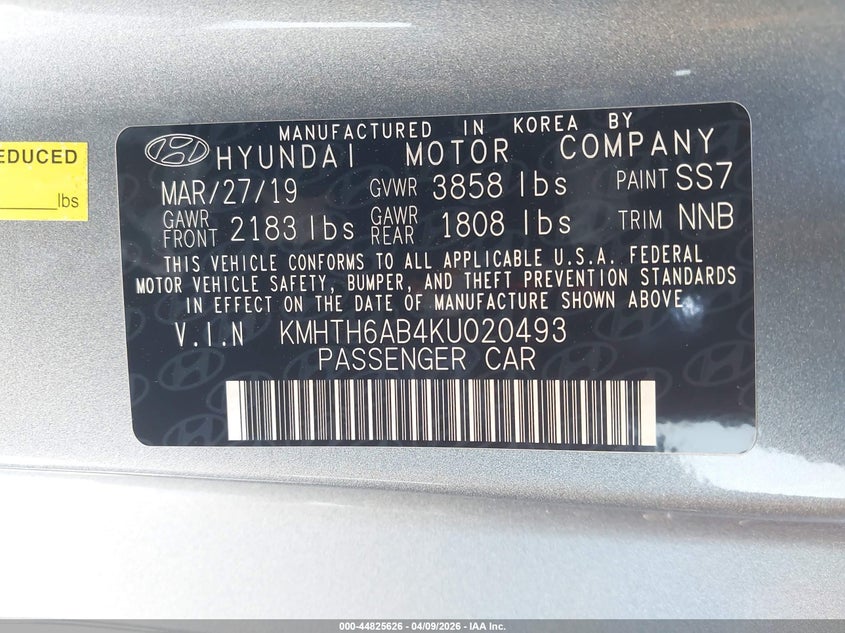 MANUFACTURED IN KOREA BY
HYUNDAI MOTOR COMPANY
EDUCED
lbs
MAR/27/19 GVWR 3858 lbs PAINT SS7
GAWR FRONT 2183 lbs GAWR REAR 1808 lbs TRIM NNB
THIS VEHICLE CONFORMS TO ALL APPLICABLE U.S.A. FEDERAL
MOTOR VEHICLE SAFETY, BUMPER, AND THEFT PREVENTION STANDARDS
IN EFFECT ON THE DATE OF MANUFACTURE SHOWN ABOVE.
V.I.N KMHTH6AB4KU020493
PASSENGER CAR
000-44825626 - 04/09/2026 - IAA Inc.